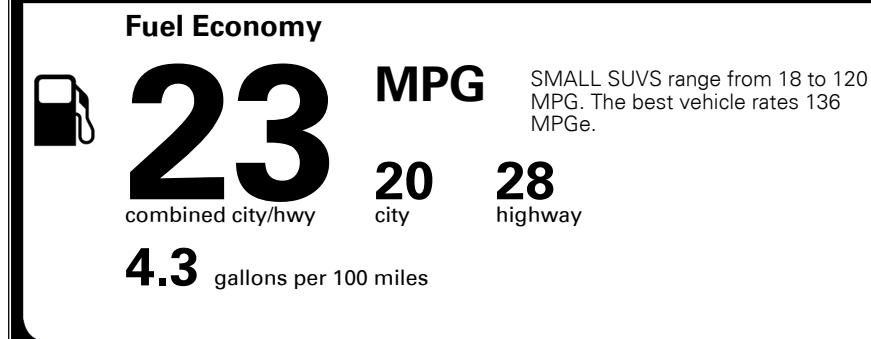 Fuel Economy
23
MPG
SMALL SUVS range from 18 to 120
MPG. The best vehicle rates 136
MPGe.
combined city/hwy
20
city
28
highway
4.3 gallons per 100 miles